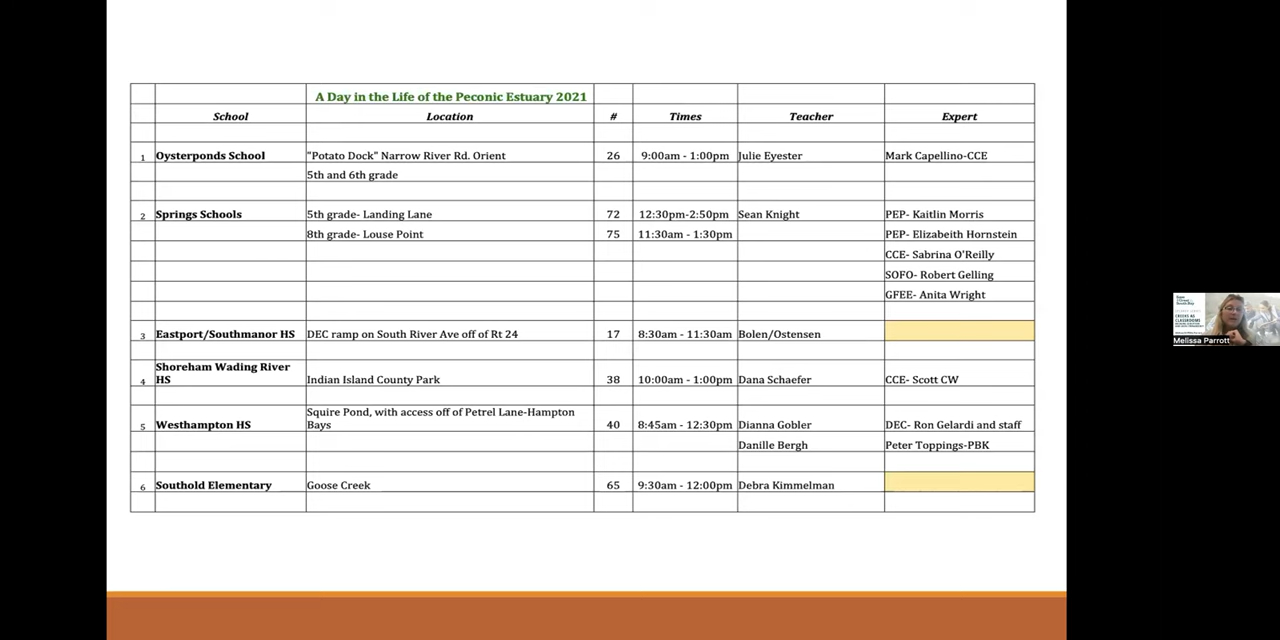 A Day in the Life of the Peconic Estuary 2021
School Location # Times Teacher Expert
1 Oysterponds School "Potato Dock" Narrow River Rd. Orient 26 9:00am - 1:00pm Julie Eyester Mark Capellino-CCE
5th and 6th grade
2 Springs Schools 5th grade- Landing Lane 72 12:30pm-2:50pm Sean Knight PEP- Kaitlin Morris
8th grade- Louse Point 75 11:30am - 1:30pm PEP- Elizabeith Hornstein
CCE- Sabrina O'Reilly
SOFO- Robert Gelling
GFEE- Anita Wright
3 Eastport/Southmanor HS DEC ramp on South River Ave off of Rt 24 17 8:30am - 11:30am Bolen/Ostensen
Shoreham Wading River
4 HS Indian Island County Park 38 10:00am - 1:00pm Dana Schaefer CCE- Scott CW
Squire Pond, with access off of Petrel Lane-Hampton
5 Westhampton HS Bays 40 8:45am - 12:30pm Dianna Gobler DEC- Ron Gelardi and staff
Danille Bergh Peter Toppings-PBK
6 Southold Elementary Goose Creek 65 9:30am - 12:00pm Debra Kimmelman
CREEKS AS
CLASSROOMS
Melissa Parrott